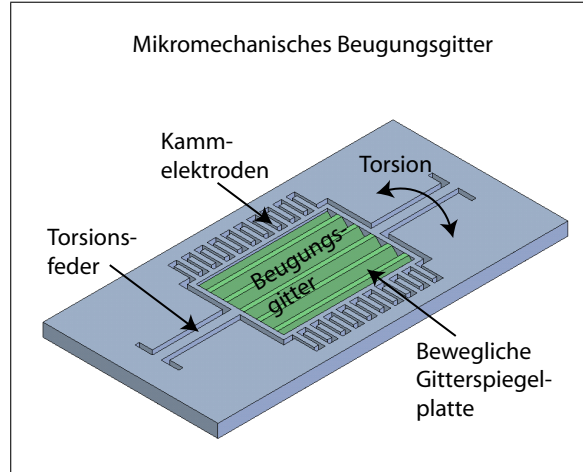 Mikromechanisches Beugungsgitter
Kamm-
elektroden
Torsion
Torsions-
feder
Beugungs-
gitter
Bewegliche
Gitterspiegel-
platte